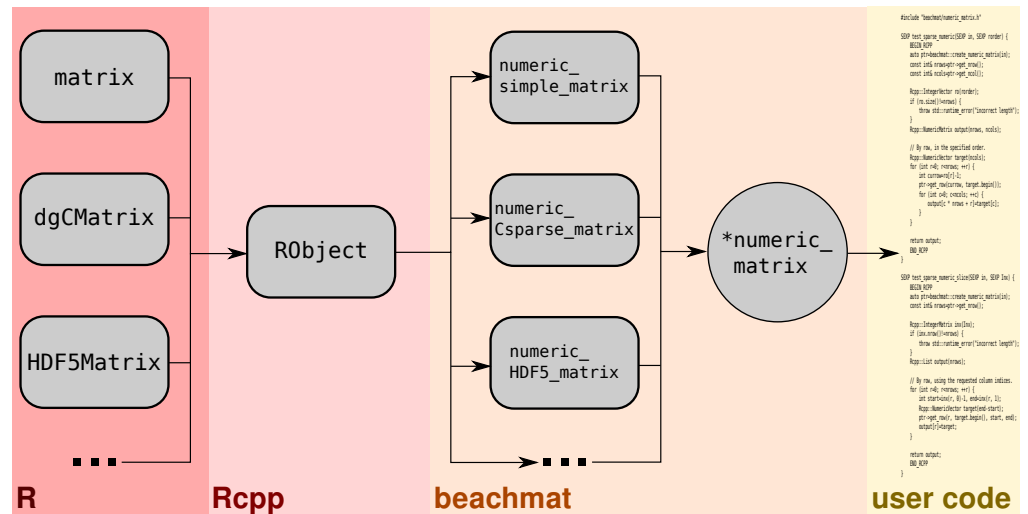 matrix
dgCMatrix
HDF5Matrix
...
R
RObject
Rcpp
numeric_
simple_matrix
numeric_
Csparse_matrix
numeric_
HDF5_matrix
...
beachmat
*numeric_
matrix
#include "beachmat/numeric_matrix.h"
SEXP test_sparse_numeric(SEXP in, SEXP rorder) {
BEGIN_RCPP
auto ptr=beachmat::create_numeric_matrix(in);
const int& nrows=ptr->get_nrow();
const int& ncols=ptr->get_ncol();
Rcpp::IntegerVector ro(rorder);
if (ro.size()!=nrows) {
throw std::runtime_error("incorrect length");
}
Rcpp::NumericMatrix output(nrows, ncols);
// By row, in the specified order.
Rcpp::NumericVector target(ncols);
for (int r=0; r<nrows; ++r) {
int currow=ro[r]-1;
ptr->get_row(currow, target.begin());
for (int c=0; c<ncols; ++c) {
output[c * nrows + r]=target[c];
}
}
return output;
END_RCPP
}
SEXP test_sparse_numeric_slice(SEXP in, SEXP Inx) {
BEGIN_RCPP
auto ptr=beachmat::create_numeric_matrix(in);
const int& nrows=ptr->get_nrow();
Rcpp::IntegerMatrix inx(Inx);
if (inx.nrow()!=nrows) {
throw std::runtime_error("incorrect length");
}
Rcpp::List output(nrows);
// By row, using the requested column indices.
for (int r=0; r<nrows; ++r) {
int start=inx(r, 0)-1, end=inx(r, 1);
Rcpp::NumericVector target(end-start);
ptr->get_row(r, target.begin(), start, end);
output[r]=target;
}
return output;
END_RCPP
}
user code